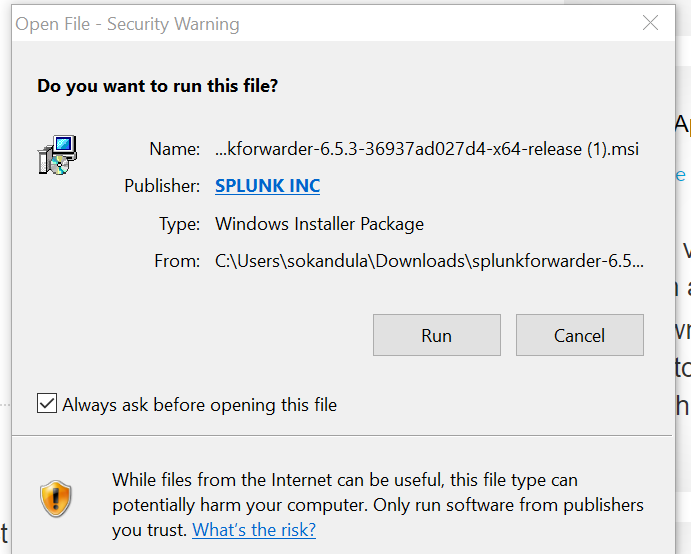 Open File - Security Warning
Do you want to run this file?
Name: ...kforwarder-6.5.3-36937ad027d4-x64-release (1).msi
Publisher: SPLUNK INC
Type: Windows Installer Package
From: C:\Users\sokandula\Downloads\splunkforwarder-6.5...
Run Cancel
Always ask before opening this file
While files from the Internet can be useful, this file type can
potentially harm your computer. Only run software from publishers
you trust. What's the risk?